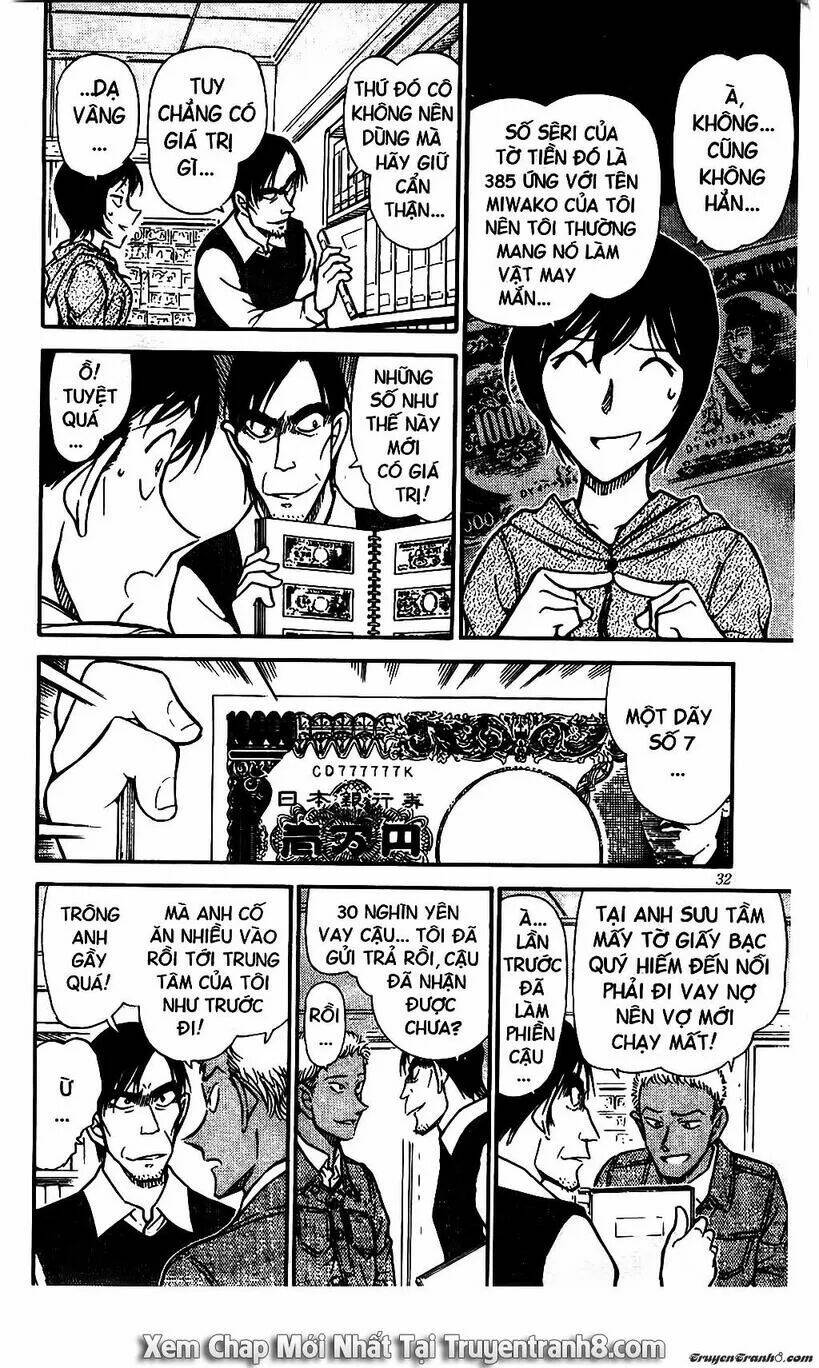 À,
KHÔNG...
CŨNG
KHÔNG
HẲN...
SỐ SÊRI CỦA
TỜ TIỀN ĐÓ LÀ
385 ỨNG VỚI TÊN
MIWAKO CỦA TÔI
NÊN TÔI THƯỜNG
MANG NÓ LÀM
VẬT MAY
MẮN...
THỨ ĐÓ CÔ
KHÔNG NÊN
DÙNG MÀ
HÃY GIỮ
CẨN
THẬN...
TUY
CHẲNG CÓ
GIÁ TRỊ
GÌ...
...DẠ
VÂNG
...
NHỮNG
SỐ NHƯ
THẾ NÀY
MỚI
CÓ GIÁ
TRỊ!
Ồ!
TUYỆT
QUÁ
...
MỘT DÃY
SỐ 7
...
CD777777K
日本銀行券
壱万円
32
TẠI ANH SƯU TẦM
MẤY TỜ GIẤY BẠC
QUÝ HIẾM ĐẾN NỖI
PHẢI ĐI VAY NỢ
NÊN VỢ MỚI
CHẠY MẤT!
À...
LẦN
TRƯỚC
ĐÃ
LÀM
PHIỀN
CẬU
30 NGHÌN YÊN
VAY CẬU... TÔI ĐÃ
GỬI TRẢ RỒI, CẬU
ĐÃ NHẬN
ĐƯỢC
CHƯA?
RỒI
...
MÀ ANH CỐ
ĂN NHIỀU VÀO
RỒI TỚI TRUNG
TÂM CỦA TÔI
NHƯ TRƯỚC
ĐI!
TRÔNG
ANH
GẦY
QUÁ!
Ừ
...
Xem Chap Mới Nhất Tại Truyentranh8.com
TruyenTranh8.com